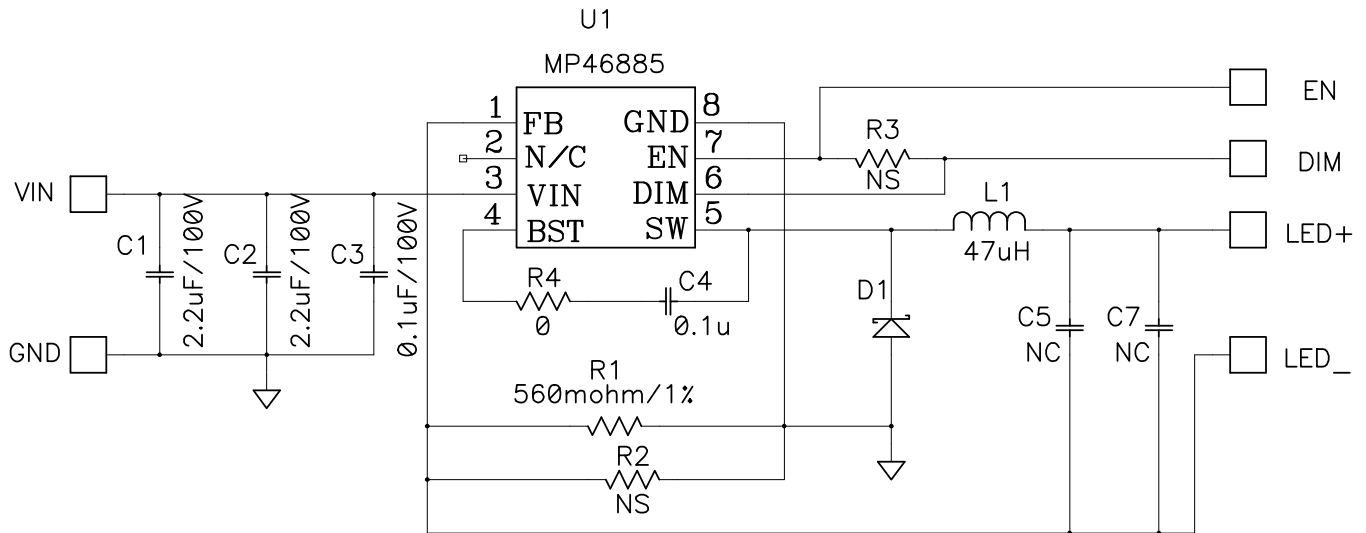 U1
MP46885
1
FB
2
N/C
3
VIN
4
BST
8
GND
7
EN
6
DIM
5
SW
VIN
GND
C1
2.2uF/100V
C2
2.2uF/100V
C3
0.1uF/100V
R4
0
C4
0.1u
R1
560mohm/1%
R2
NS
R3
NS
D1
L1
47uH
C5
NC
C7
NC
EN
DIM
LED+
LED_